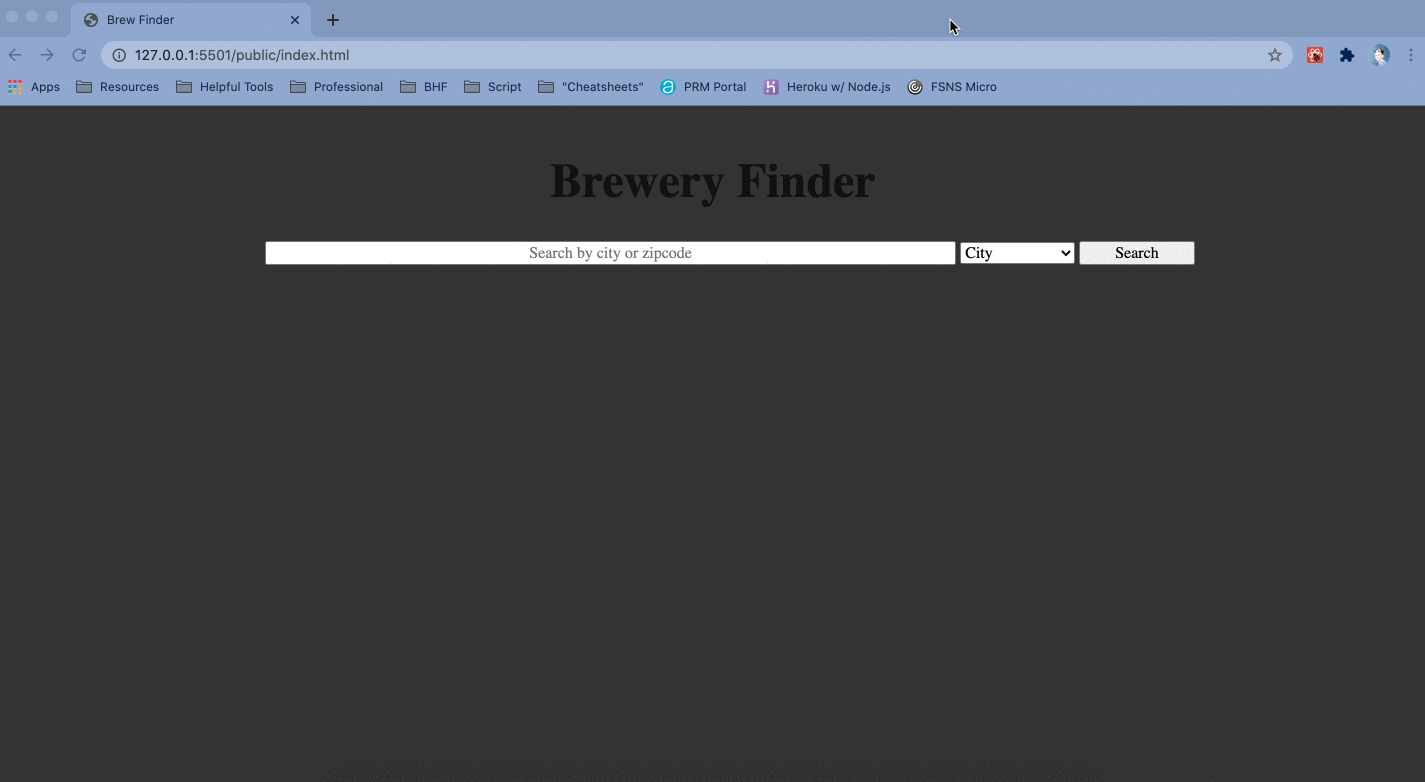 Brew Finder
127.0.0.1:5501/public/index.html
Apps Resources Helpful Tools Professional BHF Script "Cheatsheets" PRM Portal Heroku w/ Node.js FSNS Micro
Brewery Finder
Search by city or zipcode City Search